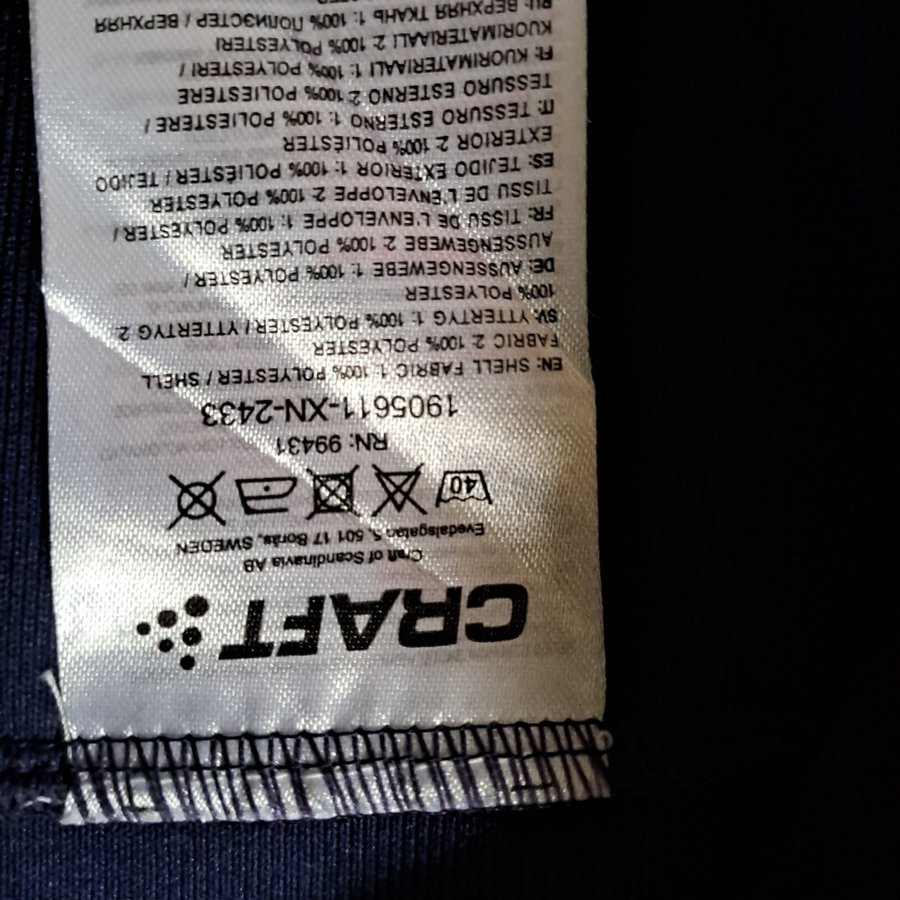 CRAFT
Craft of Scandinavia AB
Evedalsgatan 5, 501 17 Borås, SWEDEN
40
RN: 99431
1905611-XN-2433
EN: SHELL FABRIC 1: 100% POLYESTER / SHELL
FABRIC 2: 100% POLYESTER
SV: YTTERTYG 1: 100% POLYESTER / YTTERTYG 2:
100% POLYESTER
DE: AUSSENGEWEBE 1: 100% POLYESTER /
AUSSENGEWEBE 2: 100% POLYESTER
FR: TISSU DE L'ENVELOPPE 1: 100% POLYESTER /
TISSU DE L'ENVELOPPE 2: 100% POLYESTER
ES: TEJIDO EXTERIOR 1: 100% POLIÉSTER / TEJIDO
EXTERIOR 2: 100% POLIÉSTER
IT: TESSURO ESTERNO 1: 100% POLIESTERE /
TESSURO ESTERNO 2: 100% POLIESTERE
FI: KUORIMATERIAALI 1: 100% POLYESTERI /
KUORIMATERIAALI 2: 100% POLYESTERI
RU: ВЕРХНЯЯ ТКАНЬ 1: 100% ПОЛИЭСТЕР / ВЕРХНЯЯ